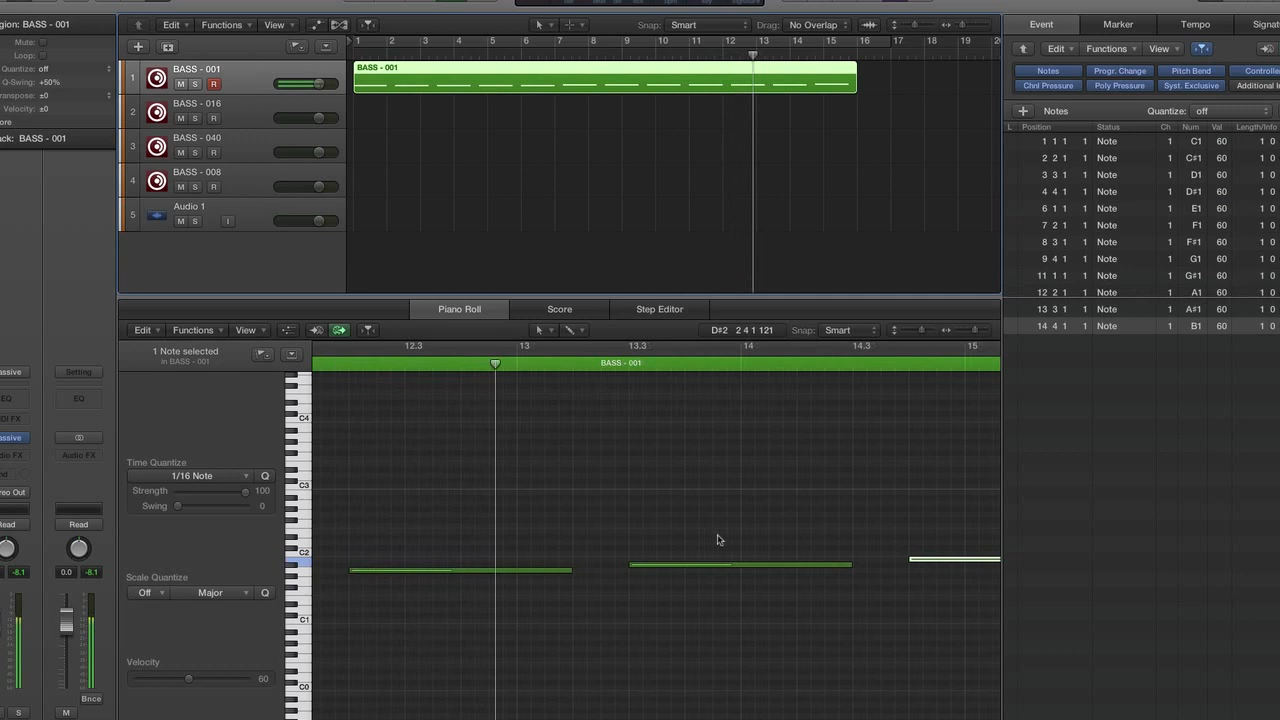 gion: BASS - 001
Mute:
Loop:
Quantize: off
Q-Swing: +50%
anspose: ±0
Velocity: ±0
ore
ack: BASS - 001
Edit Functions View Snap: Smart Drag: No Overlap
1 2 3 4 5 6 7 8 9 10 11 12 13 14 15 16 17 18 19 2
1 BASS - 001
M S R
BASS - 001
2 BASS - 016
M S R
3 BASS - 040
M S R
4 BASS - 008
M S R
5 Audio 1
M S I
Piano Roll Score Step Editor
Edit Functions View D#2 2 4 1 121 Snap: Smart
1 Note selected
in BASS - 001
12.3 13 13.3 14 14.3 15
BASS - 001
C4
C3
C2
C1
C0
Time Quantize
1/16 Note Q
Strength 100
Swing 0
Scale Quantize
Off Major Q
Velocity
60
assive Setting
EQ EQ
DI FX
assive
dio FX Audio FX
nd
reo Out
Read Read
-8.1 0.0 -8.1
Bnce
S M
Event Marker Tempo Signat
Edit Functions View
Notes Progr. Change Pitch Bend Controlle
Chnl Pressure Poly Pressure Syst. Exclusive Additional In
Notes Quantize: off
L Position Status Ch Num Val Length/Info
1 1 1 1 Note 1 C1 60 1 0
2 2 1 1 Note 1 C#1 60 1 0
3 3 1 1 Note 1 D1 60 1 0
4 4 1 1 Note 1 D#1 60 1 0
6 1 1 1 Note 1 E1 60 1 0
7 2 1 1 Note 1 F1 60 1 0
8 3 1 1 Note 1 F#1 60 1 0
9 4 1 1 Note 1 G1 60 1 0
11 1 1 1 Note 1 G#1 60 1 0
12 2 1 1 Note 1 A1 60 1 0
13 3 1 1 Note 1 A#1 60 1 0
14 4 1 1 Note 1 B1 60 1 0